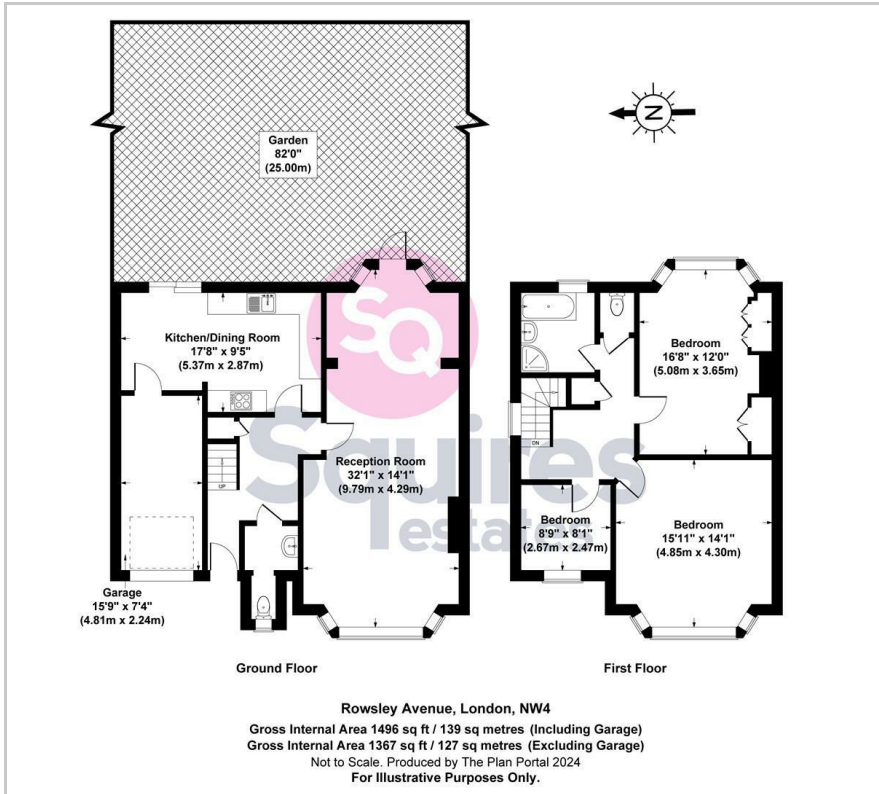 Garden
82'0"
(25.00m)
N
Kitchen/Dining Room
17'8" x 9'5"
(5.37m x 2.87m)
SQ
Squires
estates
Reception Room
32'1" x 14'1"
(9.79m x 4.29m)
UP
Garage
15'9" x 7'4"
(4.81m x 2.24m)
Ground Floor
Bedroom
16'8" x 12'0"
(5.08m x 3.65m)
DN
Bedroom
8'9" x 8'1"
(2.67m x 2.47m)
Bedroom
15'11" x 14'1"
(4.85m x 4.30m)
First Floor
Rowsley Avenue, London, NW4
Gross Internal Area 1496 sq ft / 139 sq metres (Including Garage)
Gross Internal Area 1367 sq ft / 127 sq metres (Excluding Garage)
Not to Scale. Produced by The Plan Portal 2024
For Illustrative Purposes Only.